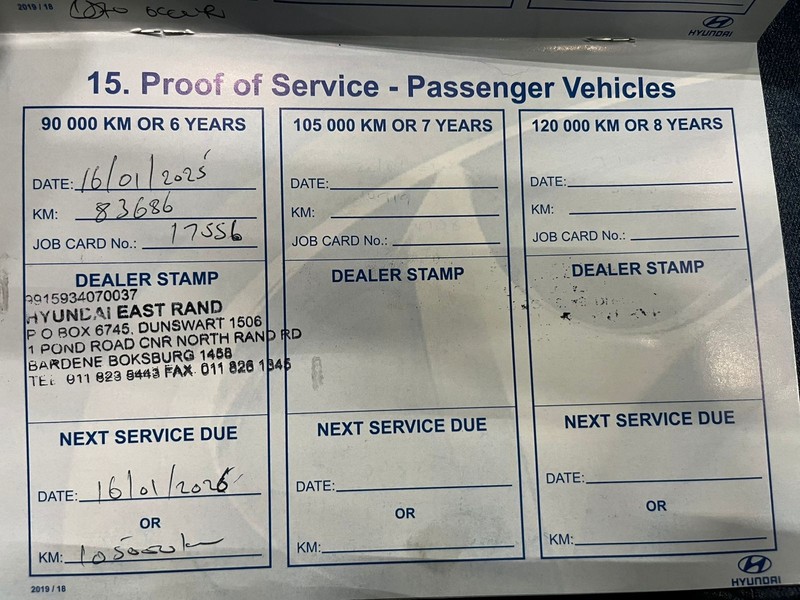 2019 / 18
HYUNDAI
15. Proof of Service - Passenger Vehicles
90 000 KM OR 6 YEARS
DATE: 16/01/2025
KM: 83686
JOB CARD No.: 17556
DEALER STAMP
9915934070037
HYUNDAI EAST RAND
P O BOX 6745, DUNSWART 1506
1 POND ROAD CNR NORTH RAND RD
BARDENE BOKSBURG 1458
TEL 011 823 5443 FAX. 011 826 1345
NEXT SERVICE DUE
DATE: 16/01/2026
OR
KM: 105000km
105 000 KM OR 7 YEARS
DATE:
KM:
JOB CARD No.:
DEALER STAMP
NEXT SERVICE DUE
DATE:
OR
KM:
120 000 KM OR 8 YEARS
DATE:
KM:
JOB CARD No.:
DEALER STAMP
NEXT SERVICE DUE
DATE:
OR
KM:
2019 / 18
HYUNDAI